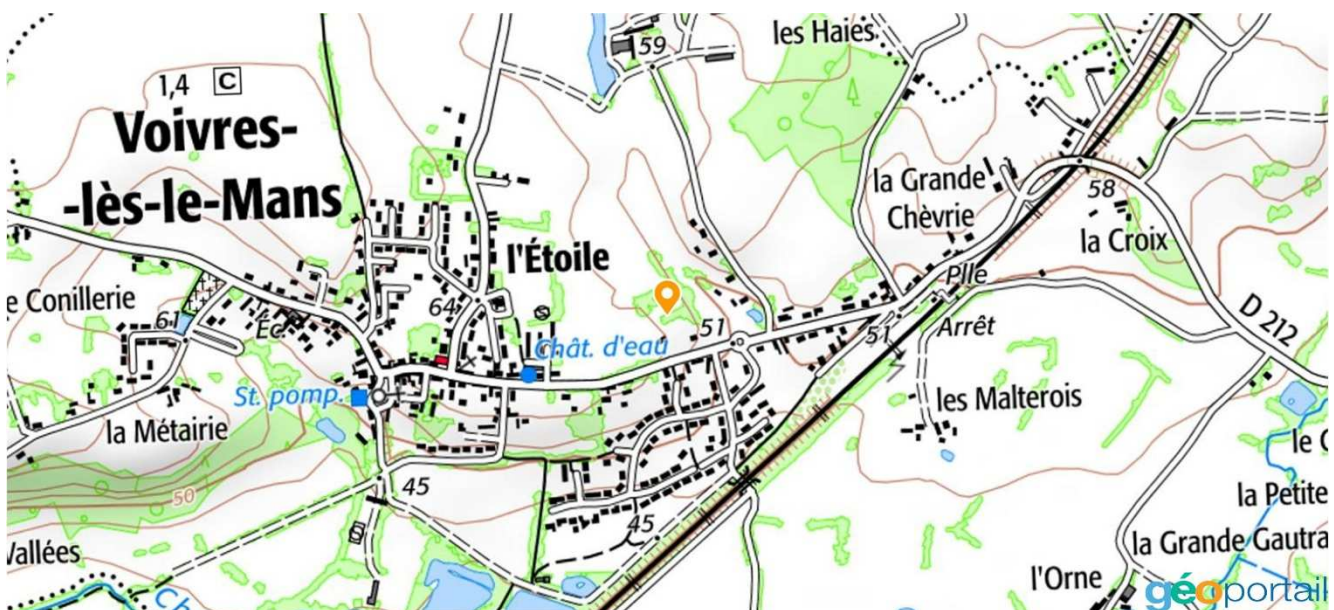 les Haies
59
1,4 C
Voivres-
-lès-le-Mans
la Grande
Chèvrie
58
la Croix
l'Étoile
Plle
e Conillerie
64
61
Éc.
51
51
Arrêt
D 212
Chât. d'eau
St. pomp.
les Malterois
la Métairie
le C
45
50
45
la Petite
Vallées
la Grande Gautra
l'Orne
Ch
géoportail